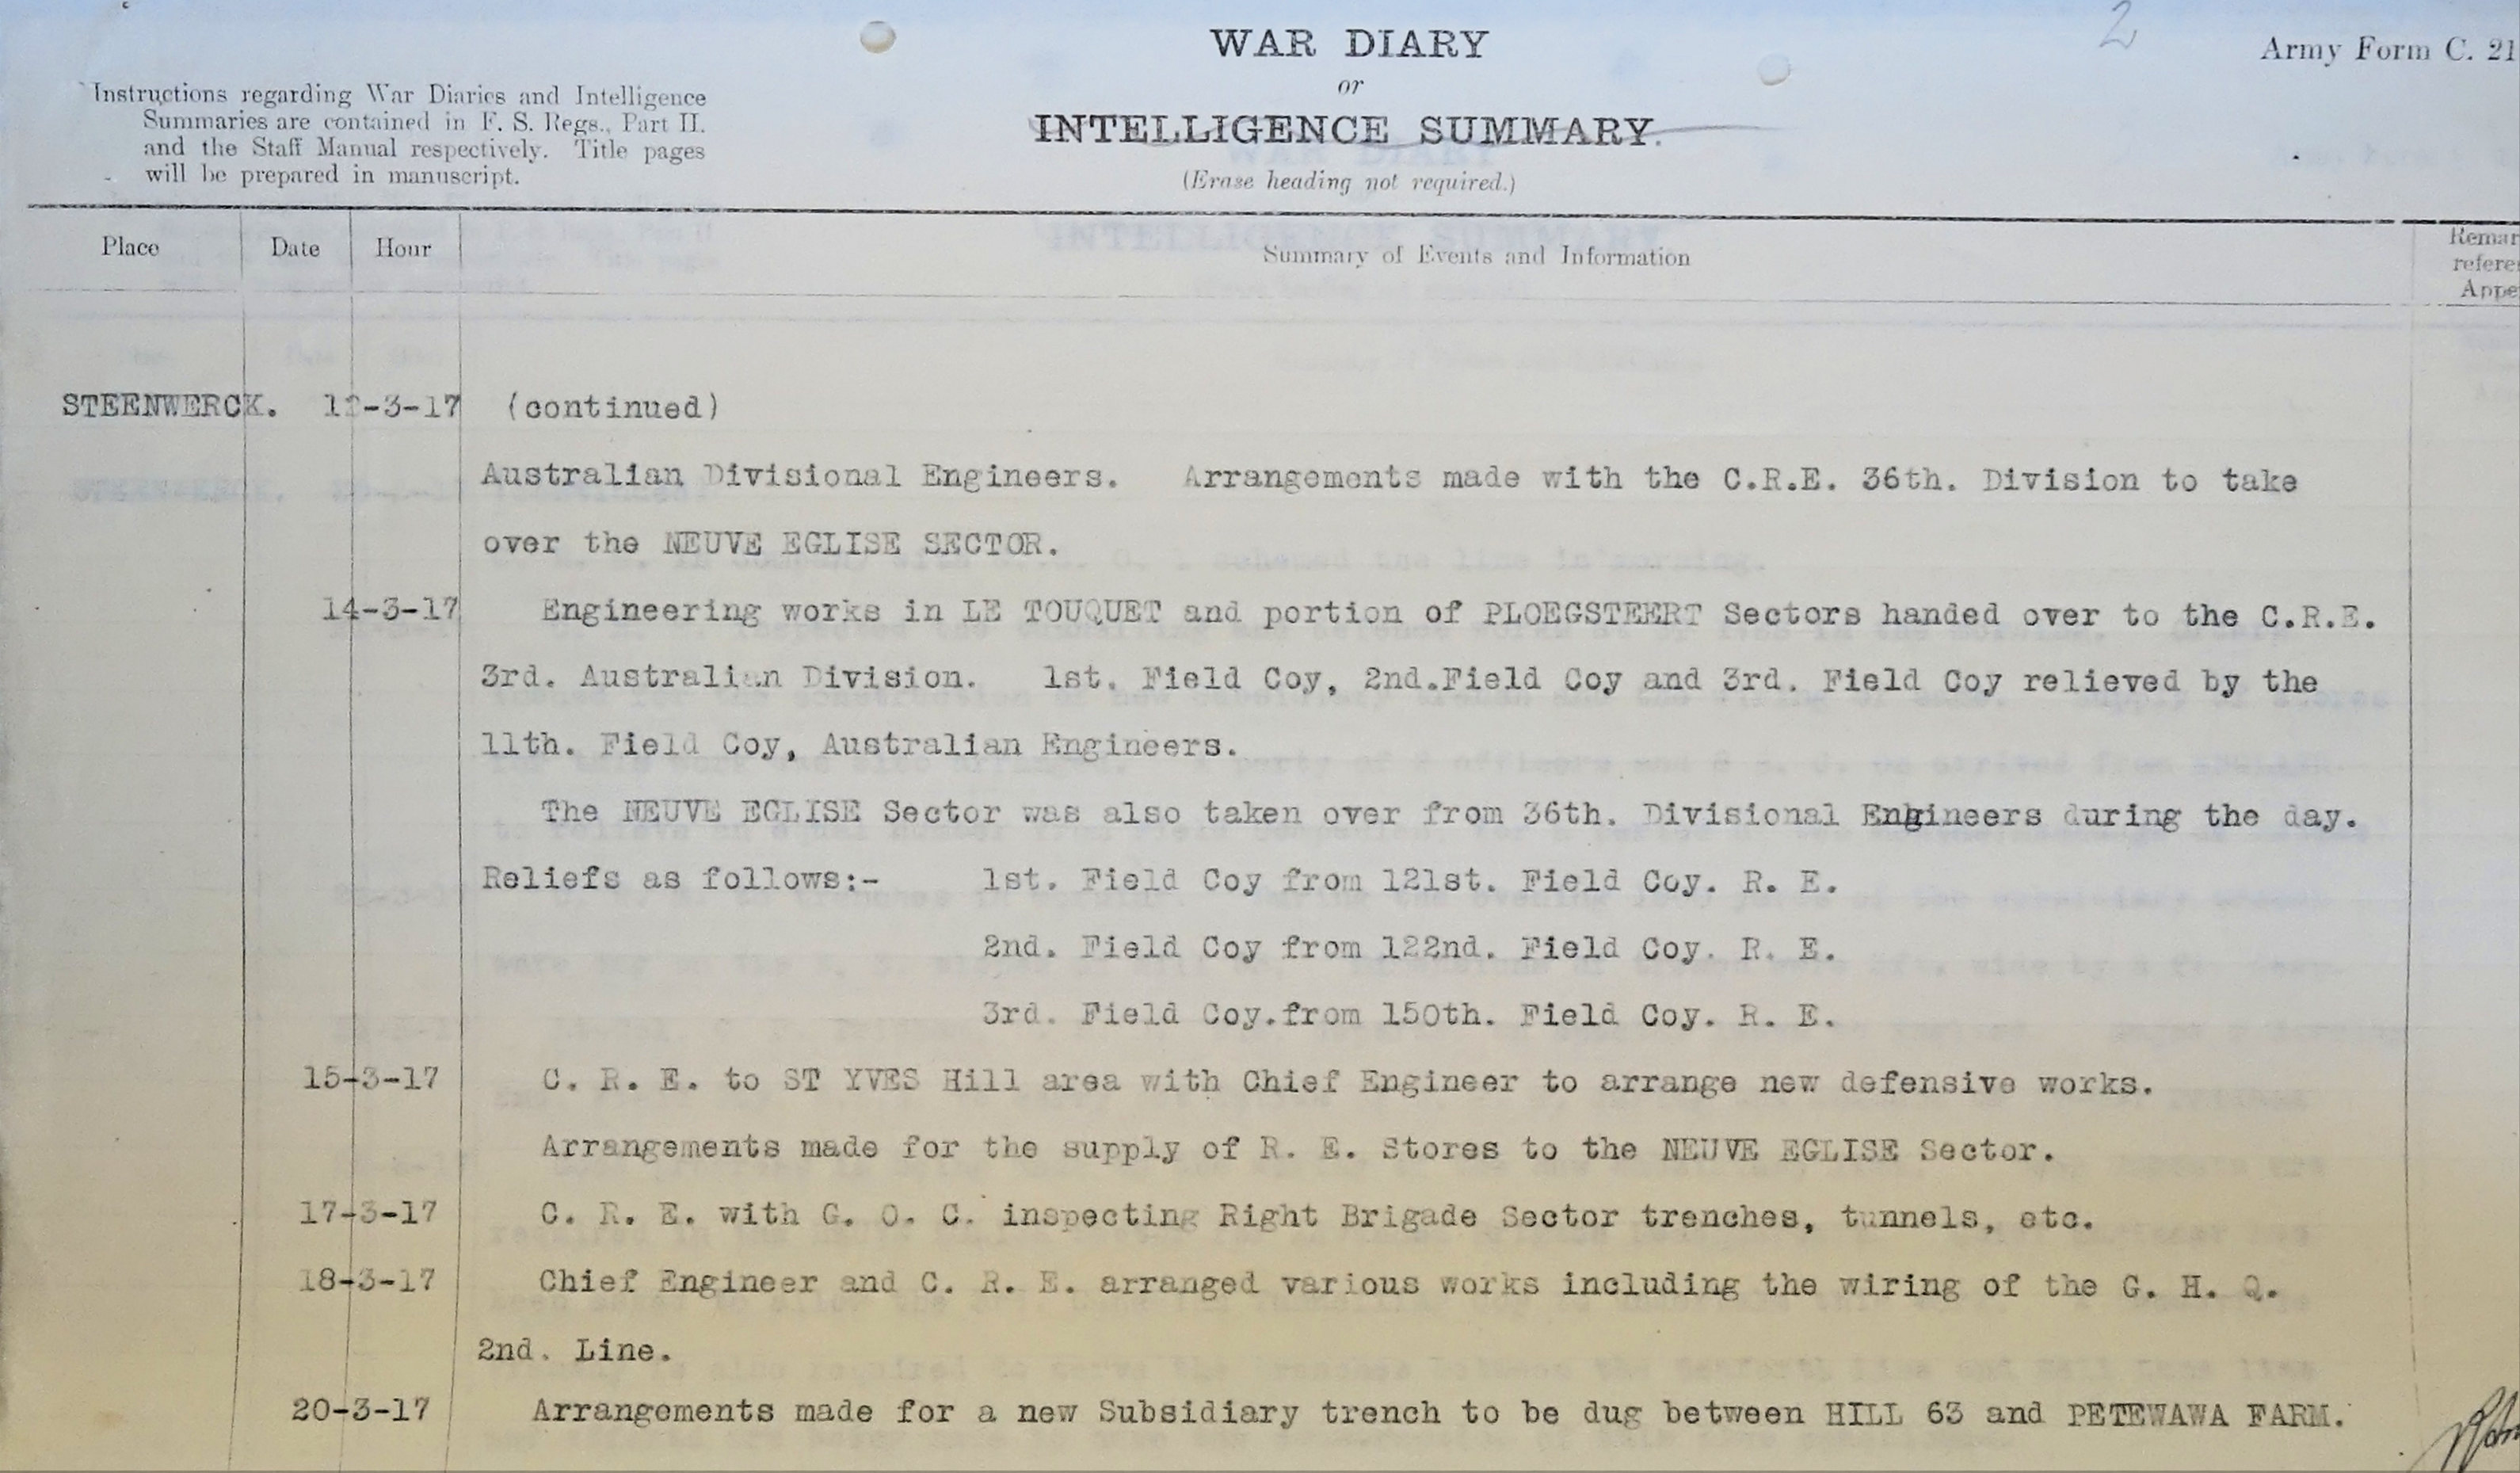 2
WAR DIARY
or
INTELLIGENCE SUMMARY.
(Erase heading not required.)
Army Form C. 21
Instructions regarding War Diaries and Intelligence
Summaries are contained in F. S. Regs., Part II.
and the Staff Manual respectively. Title pages
will be prepared in manuscript.
Place Date Hour Summary of Events and Information Remar
refere
Appe
STEENWERCK. (continued)
Australian Divisional Engineers. Arrangements made with the C.R.E. 36th. Division to take
over the NEUVE EGLISE SECTOR.
14-3-17 Engineering works in LE TOUQUET and portion of PLOEGSTEERT Sectors handed over to the C.R.E.
3rd. Australian Division. 1st. Field Coy, 2nd.Field Coy and 3rd. Field Coy relieved by the
11th. Field Coy, Australian Engineers.
The NEUVE EGLISE Sector was also taken over from 36th. Divisional Engineers during the day.
Reliefs as follows:- 1st. Field Coy from 121st. Field Coy. R. E.
2nd. Field Coy from 122nd. Field Coy. R. E.
3rd. Field Coy.from 150th. Field Coy. R. E.
15-3-17 C. R. E. to ST YVES Hill area with Chief Engineer to arrange new defensive works.
Arrangements made for the supply of R. E. Stores to the NEUVE EGLISE Sector.
17-3-17 C. R. E. with G. O. C. inspecting Right Brigade Sector trenches, tunnels, etc.
18-3-17 Chief Engineer and C. R. E. arranged various works including the wiring of the G. H. Q.
2nd. Line.
20-3-17 Arrangements made for a new Subsidiary trench to be dug between HILL 63 and PETEWAWA FARM.